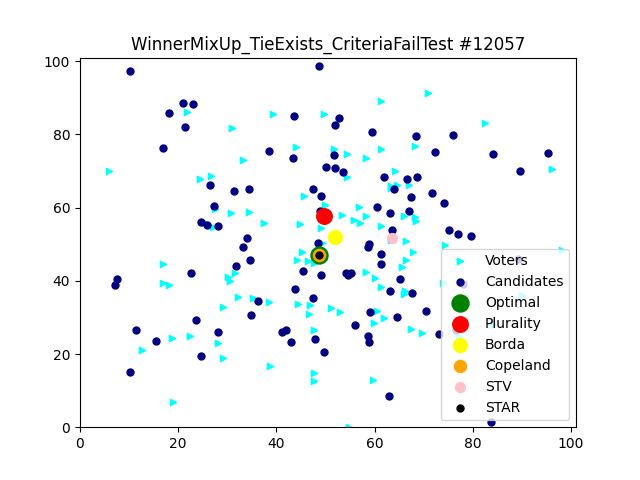 WinnerMixUp_TieExists_CriteriaFailTest #12057
100
80
60
40
20
0
0 20 40 60 80 100
Voters
Candidates
Optimal
Plurality
Borda
Copeland
STV
STAR